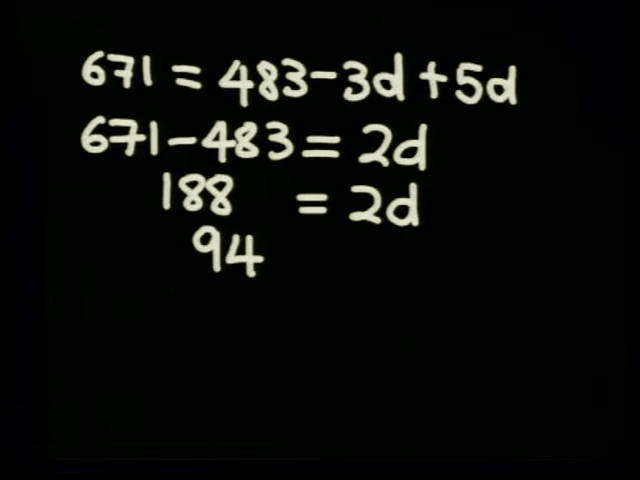 671 = 483-3d+5d
671-483 = 2d
188 = 2d
94